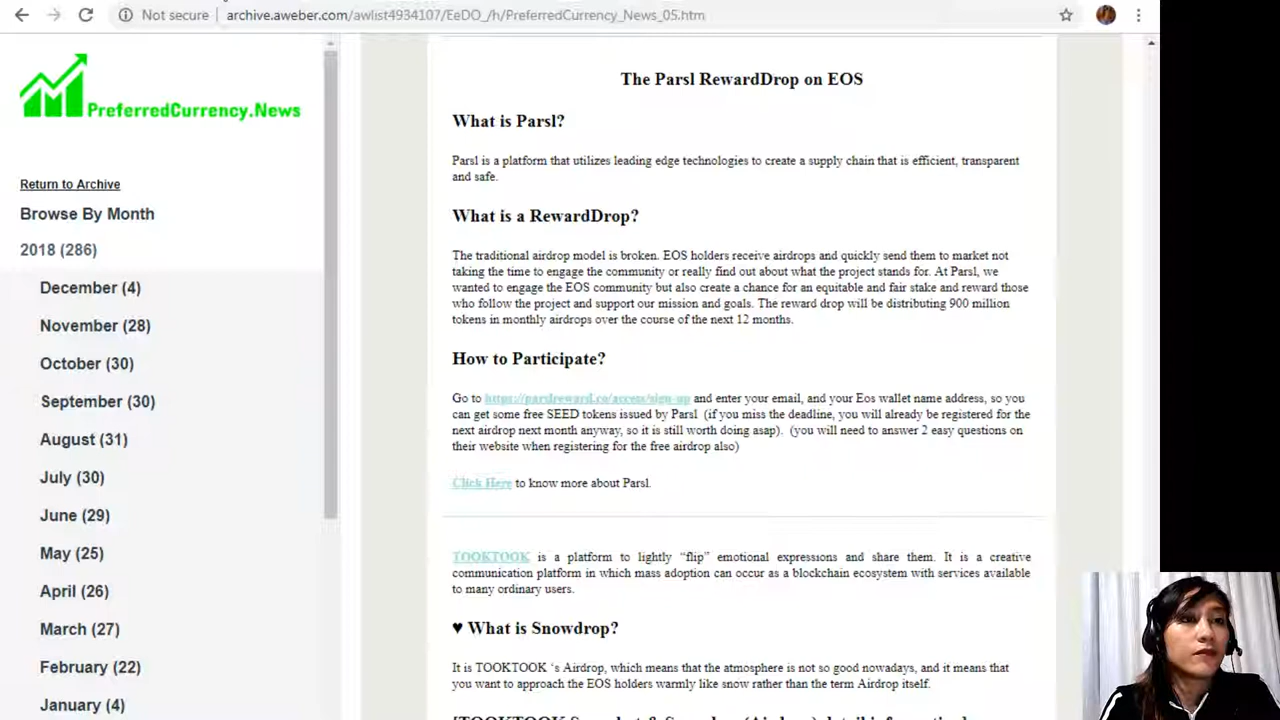 Not secure
archive.aweber.com/awlist4934107/EeDO_/h/PreferredCurrency_News_05.htm
PreferredCurrency.News
Return to Archive
Browse By Month
2018 (286)
December (4)
November (28)
October (30)
September (30)
August (31)
July (30)
June (29)
May (25)
April (26)
March (27)
February (22)
January (4)
The Parsl RewardDrop on EOS
What is Parsl?
Parsl is a platform that utilizes leading edge technologies to create a supply chain that is efficient, transparent
and safe.
What is a RewardDrop?
The traditional airdrop model is broken. EOS holders receive airdrops and quickly send them to market not
taking the time to engage the community or really find out about what the project stands for. At Parsl, we
wanted to engage the EOS community but also create a chance for an equitable and fair stake and reward those
who follow the project and support our mission and goals. The reward drop will be distributing 900 million
tokens in monthly airdrops over the course of the next 12 months.
How to Participate?
Go to https://parslreward.co/access/sign-up and enter your email, and your Eos wallet name address, so you
can get some free SEED tokens issued by Parsl (if you miss the deadline, you will already be registered for the
next airdrop next month anyway, so it is still worth doing asap). (you will need to answer 2 easy questions on
their website when registering for the free airdrop also)
Click Here to know more about Parsl.
TOOKTOOK is a platform to lightly “flip” emotional expressions and share them. It is a creative
communication platform in which mass adoption can occur as a blockchain ecosystem with services available
to many ordinary users.
♥ What is Snowdrop?
It is TOOKTOOK ‘s Airdrop, which means that the atmosphere is not so good nowadays, and it means that
you want to approach the EOS holders warmly like snow rather than the term Airdrop itself.